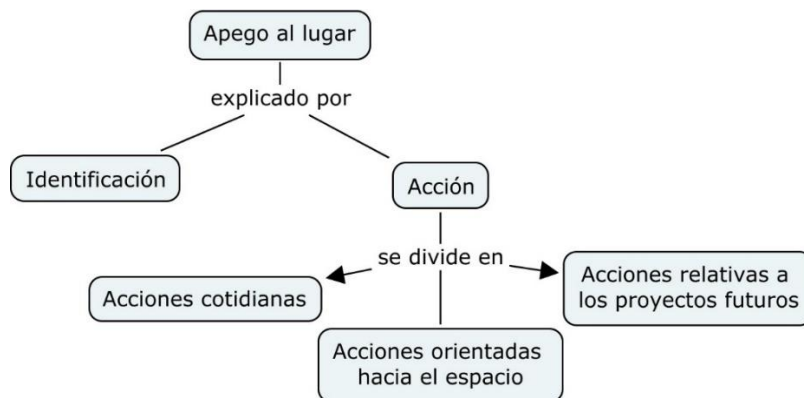 Apego al lugar
explicado por
Identificación
Acción
se divide en
Acciones cotidianas
Acciones relativas a
los proyectos futuros
Acciones orientadas
hacia el espacio